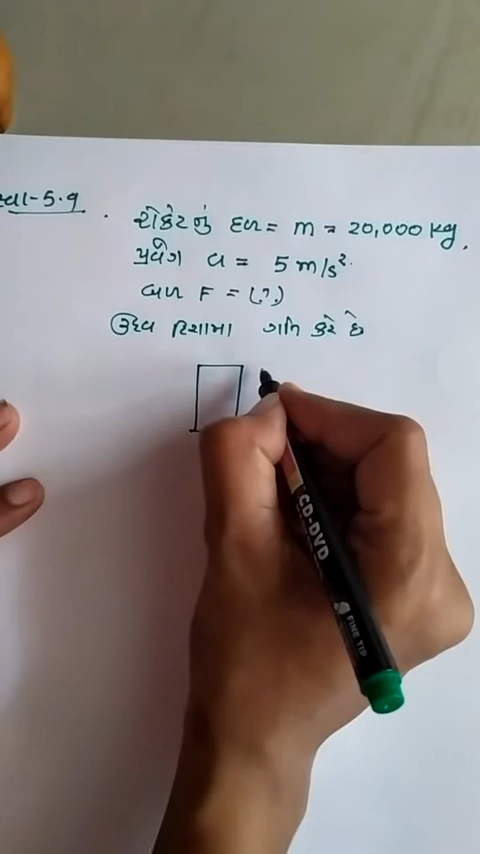 સ્વા-5.9
રોકેટનું દળ = m = 20,000 kg.
પ્રવેગ a = 5 m/s².
બળ F = (?)
ઉર્ધ્વ દિશામા ગતિ કરે છે
CD-DVD
FINE TIP